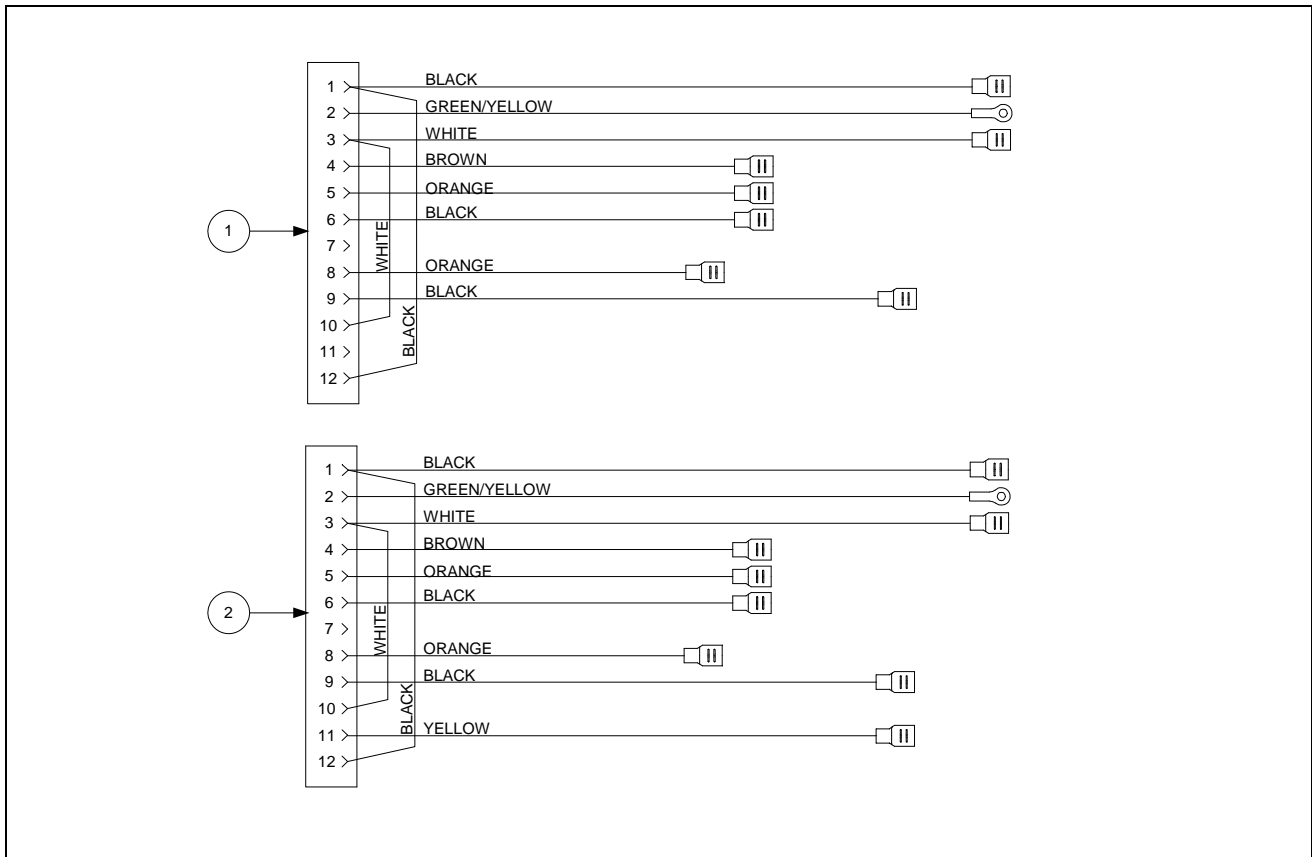 1 BLACK
2 GREEN/YELLOW
3 WHITE
4 BROWN
5 ORANGE
6 BLACK
1
7
WHITE
8 ORANGE
9 BLACK
10
BLACK
11
12
1 BLACK
2 GREEN/YELLOW
3 WHITE
4 BROWN
5 ORANGE
6 BLACK
2
7
WHITE
8 ORANGE
9 BLACK
10
BLACK
11 YELLOW
12